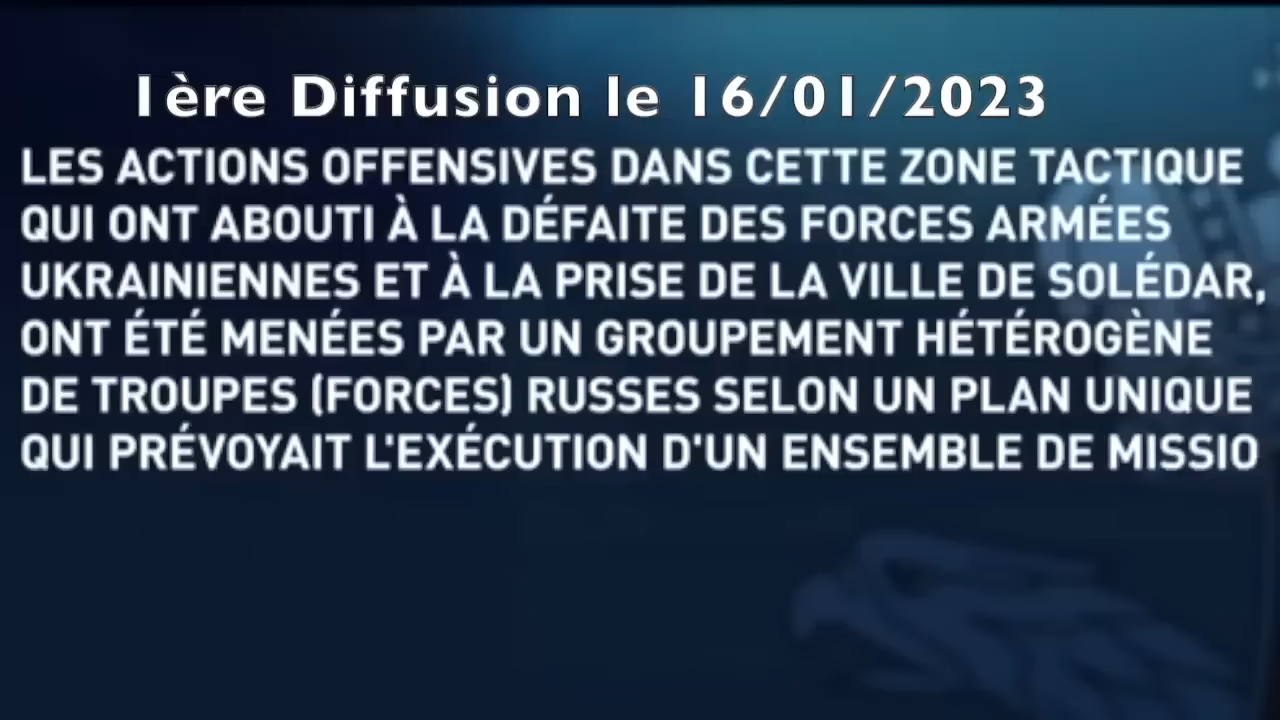 1ère Diffusion le 16/01/2023
LES ACTIONS OFFENSIVES DANS CETTE ZONE TACTIQUE
QUI ONT ABOUTI À LA DÉFAITE DES FORCES ARMÉES
UKRAINIENNES ET À LA PRISE DE LA VILLE DE SOLÉDAR,
ONT ÉTÉ MENÉES PAR UN GROUPEMENT HÉTÉROGÈNE
DE TROUPES (FORCES) RUSSES SELON UN PLAN UNIQUE
QUI PRÉVOYAIT L'EXÉCUTION D'UN ENSEMBLE DE MISSIO